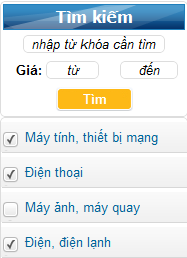 Tìm kiếm
nhập từ khóa cần tìm
Giá: từ đến
Tìm
Máy tính, thiết bị mạng
Điện thoại
Máy ảnh, máy quay
Điện, điện lạnh